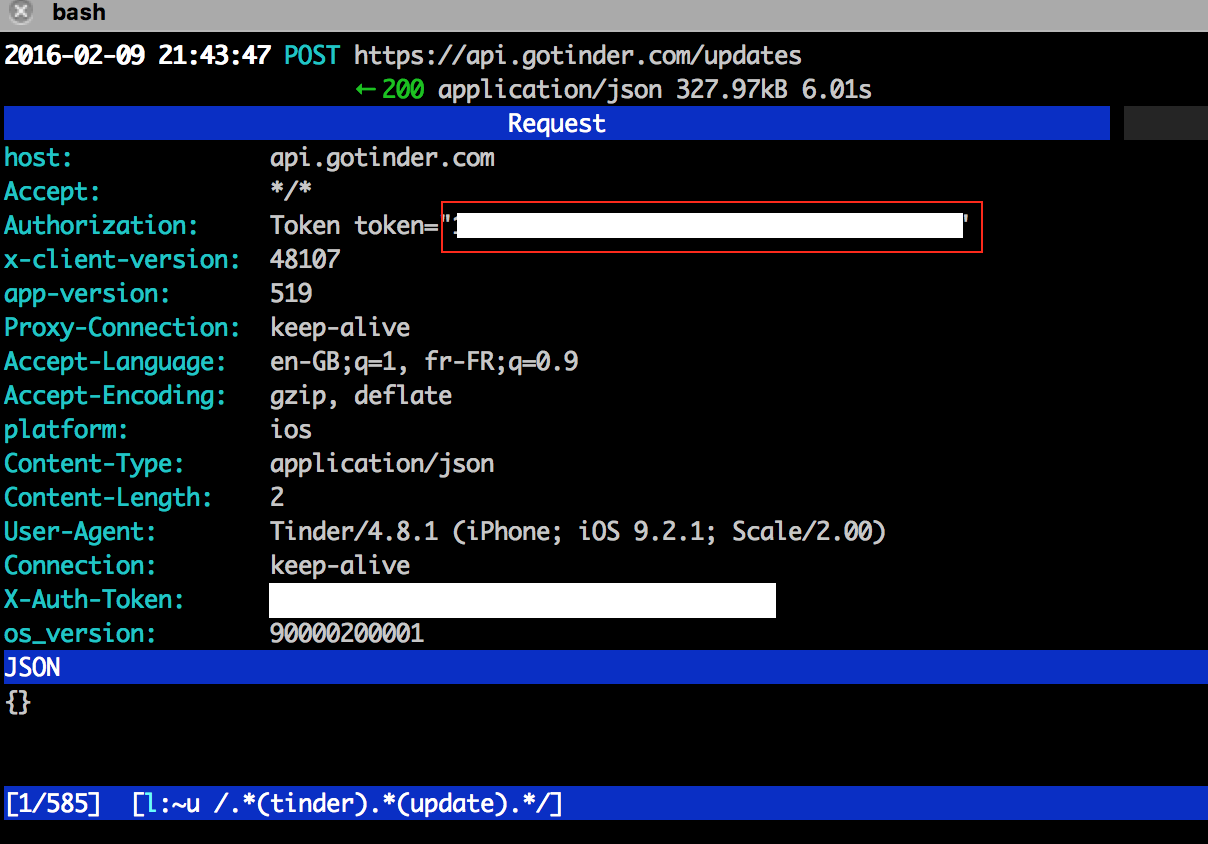 bash
2016-02-09 21:43:47 POST https://api.gotinder.com/updates
← 200 application/json 327.97kB 6.01s
Request
host: api.gotinder.com
Accept: */*
Authorization: Token token="
x-client-version: 48107
app-version: 519
Proxy-Connection: keep-alive
Accept-Language: en-GB;q=1, fr-FR;q=0.9
Accept-Encoding: gzip, deflate
platform: ios
Content-Type: application/json
Content-Length: 2
User-Agent: Tinder/4.8.1 (iPhone; iOS 9.2.1; Scale/2.00)
Connection: keep-alive
X-Auth-Token:
os_version: 90000200001
JSON
{}
[1/585] [l:~u /.*(tinder).*(update).*/]